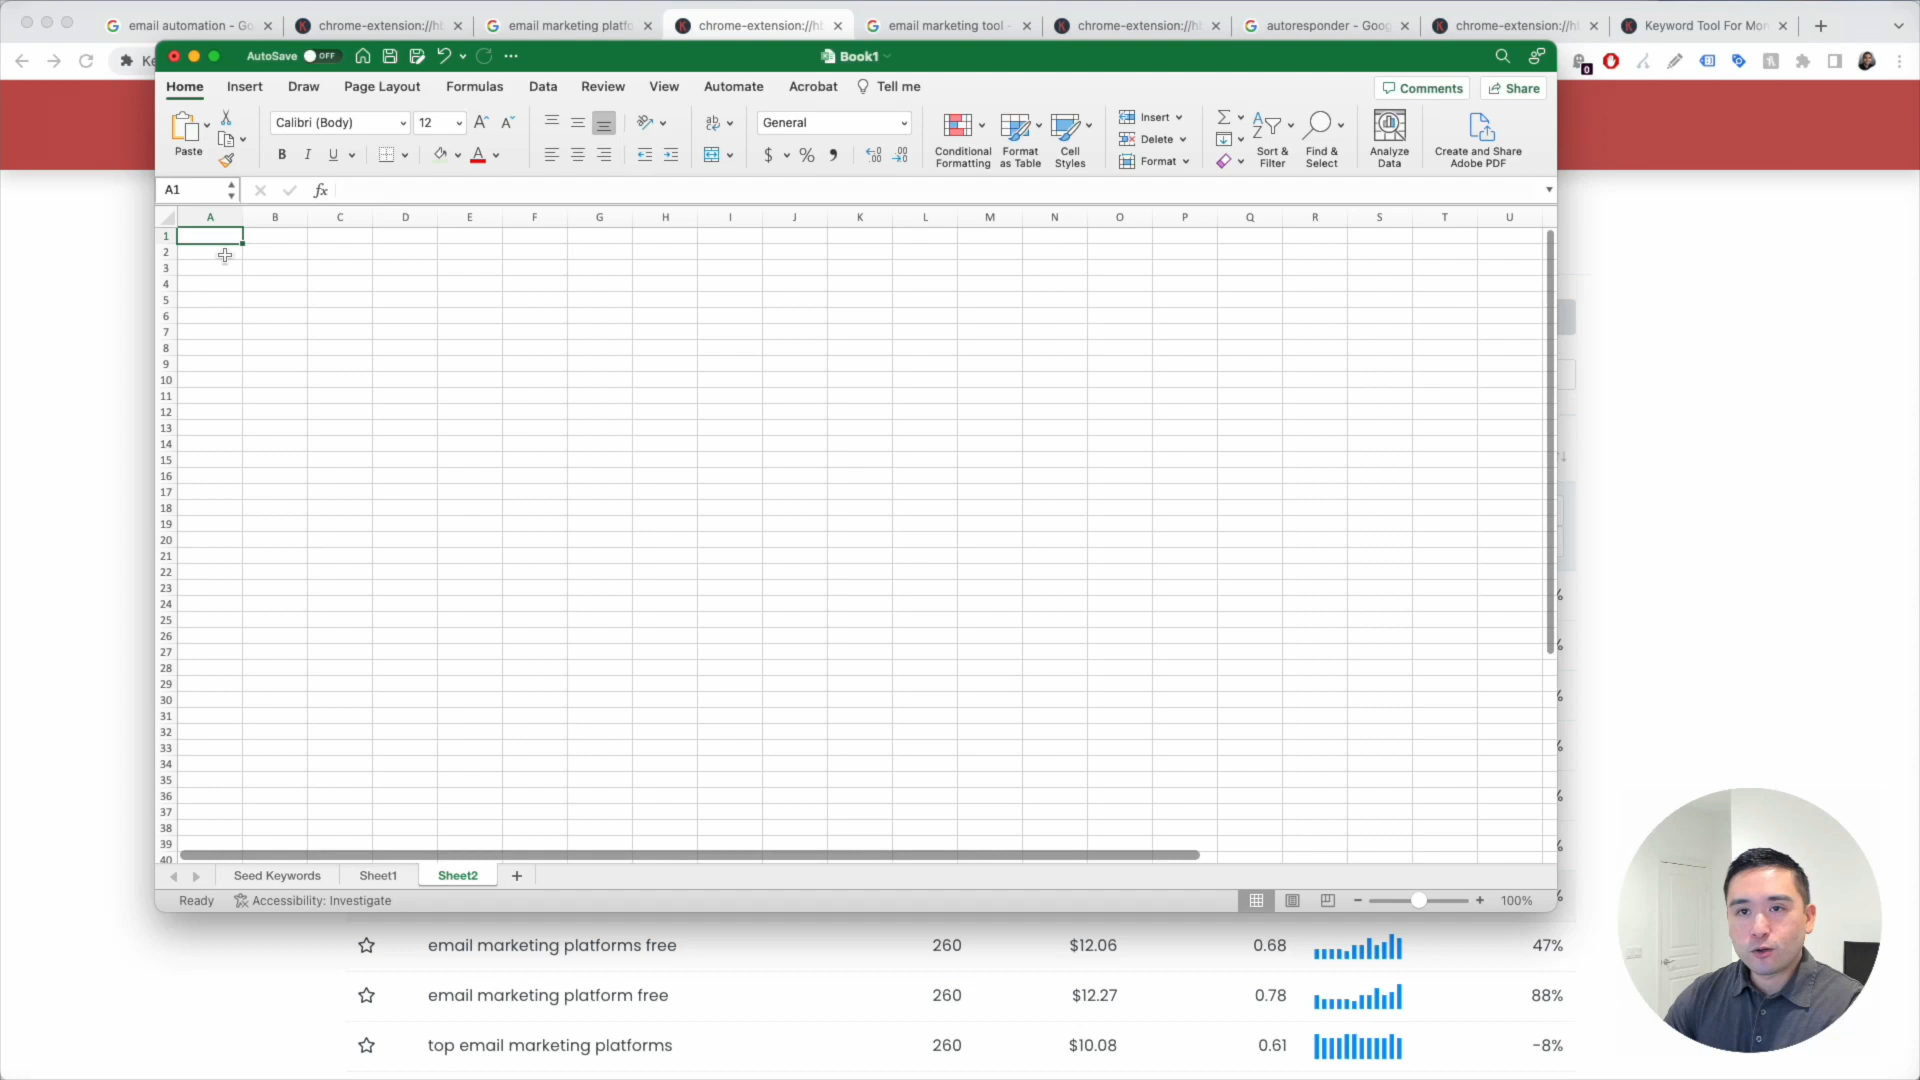 email automation - Go
chrome-extension://hb
email marketing platfo
chrome-extension://hb
email marketing tool -
chrome-extension://hb
autoresponder - Goog
chrome-extension://hb
Keyword Tool For Mon
Ke
AutoSave OFF
Book1
Home Insert Draw Page Layout Formulas Data Review View Automate Acrobat Tell me
Comments Share
Paste
Calibri (Body) 12
B I U
General
Conditional Formatting
Format as Table
Cell Styles
Insert
Delete
Format
Sort & Filter
Find & Select
Analyze Data
Create and Share Adobe PDF
A1 fx
A B C D E F G H I J K L M N O P Q R S T U
1
2
3
4
5
6
7
8
9
10
11
12
13
14
15
16
17
18
19
20
21
22
23
24
25
26
27
28
29
30
31
32
33
34
35
36
37
38
39
40
Seed Keywords Sheet1 Sheet2 +
Ready Accessibility: Investigate 100%
email marketing platforms free 260 $12.06 0.68 47%
email marketing platform free 260 $12.27 0.78 88%
top email marketing platforms 260 $10.08 0.61 -8%